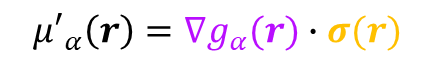 μ′α(r) = ∇gα(r) · σ(r)